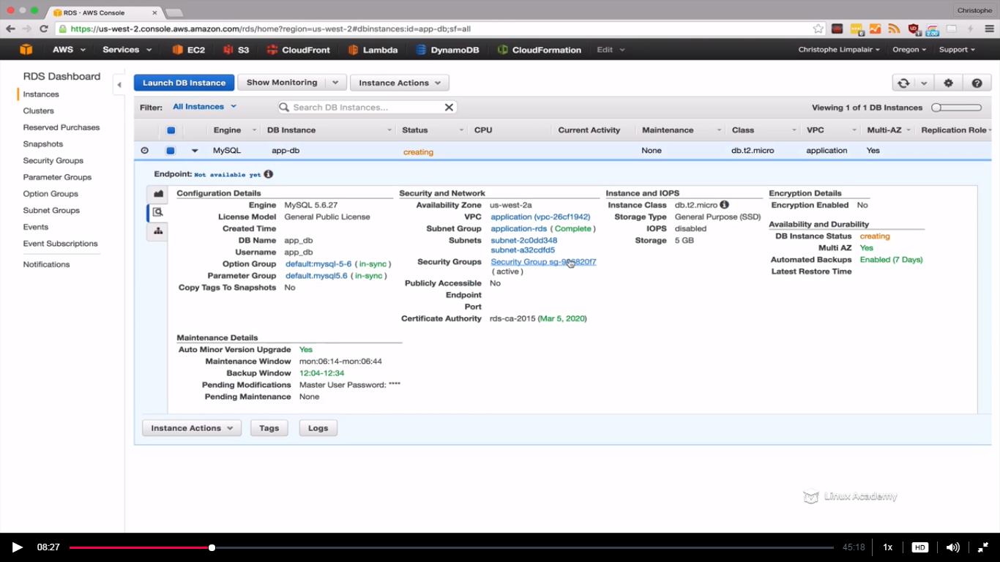 RDS · AWS Console
Christophe
https://us-west-2.console.aws.amazon.com/rds/home?region=us-west-2#dbinstances:id=app-db;sf=all
AWS Services EC2 S3 CloudFront Lambda DynamoDB CloudFormation Edit Christophe Limpalair Oregon Support
RDS Dashboard
Instances
Clusters
Reserved Purchases
Snapshots
Security Groups
Parameter Groups
Option Groups
Subnet Groups
Events
Event Subscriptions
Notifications
Launch DB Instance Show Monitoring Instance Actions
Filter: All Instances Search DB Instances... Viewing 1 of 1 DB Instances
Engine DB Instance Status CPU Current Activity Maintenance Class VPC Multi-AZ Replication Role
MySQL app-db creating None db.t2.micro application Yes
Endpoint: Not available yet
Configuration Details
Engine MySQL 5.6.27
License Model General Public License
Created Time
DB Name app_db
Username app_db
Option Group default:mysql-5-6 ( in-sync )
Parameter Group default.mysql5.6 ( in-sync )
Copy Tags To Snapshots No
Security and Network
Availability Zone us-west-2a
VPC application (vpc-26cf1942)
Subnet Group application-rds ( Complete )
Subnets subnet-2c0dd348
subnet-a32cdfd5
Security Groups Security Group
( active )
Publicly Accessible No
Endpoint
Port
Certificate Authority rds-ca-2015 (Mar 5, 2020)
Instance and IOPS
Instance Class db.t2.micro
Storage Type General Purpose (SSD)
IOPS disabled
Storage 5 GB
Encryption Details
Encryption Enabled No
Availability and Durability
DB Instance Status creating
Multi AZ Yes
Automated Backups Enabled (7 Days)
Latest Restore Time
Maintenance Details
Auto Minor Version Upgrade Yes
Maintenance Window mon:06:14-mon:06:44
Backup Window 12:04-12:34
Pending Modifications Master User Password: ****
Pending Maintenance None
Instance Actions Tags Logs
Linux Academy
08:27 45:18 1x HD